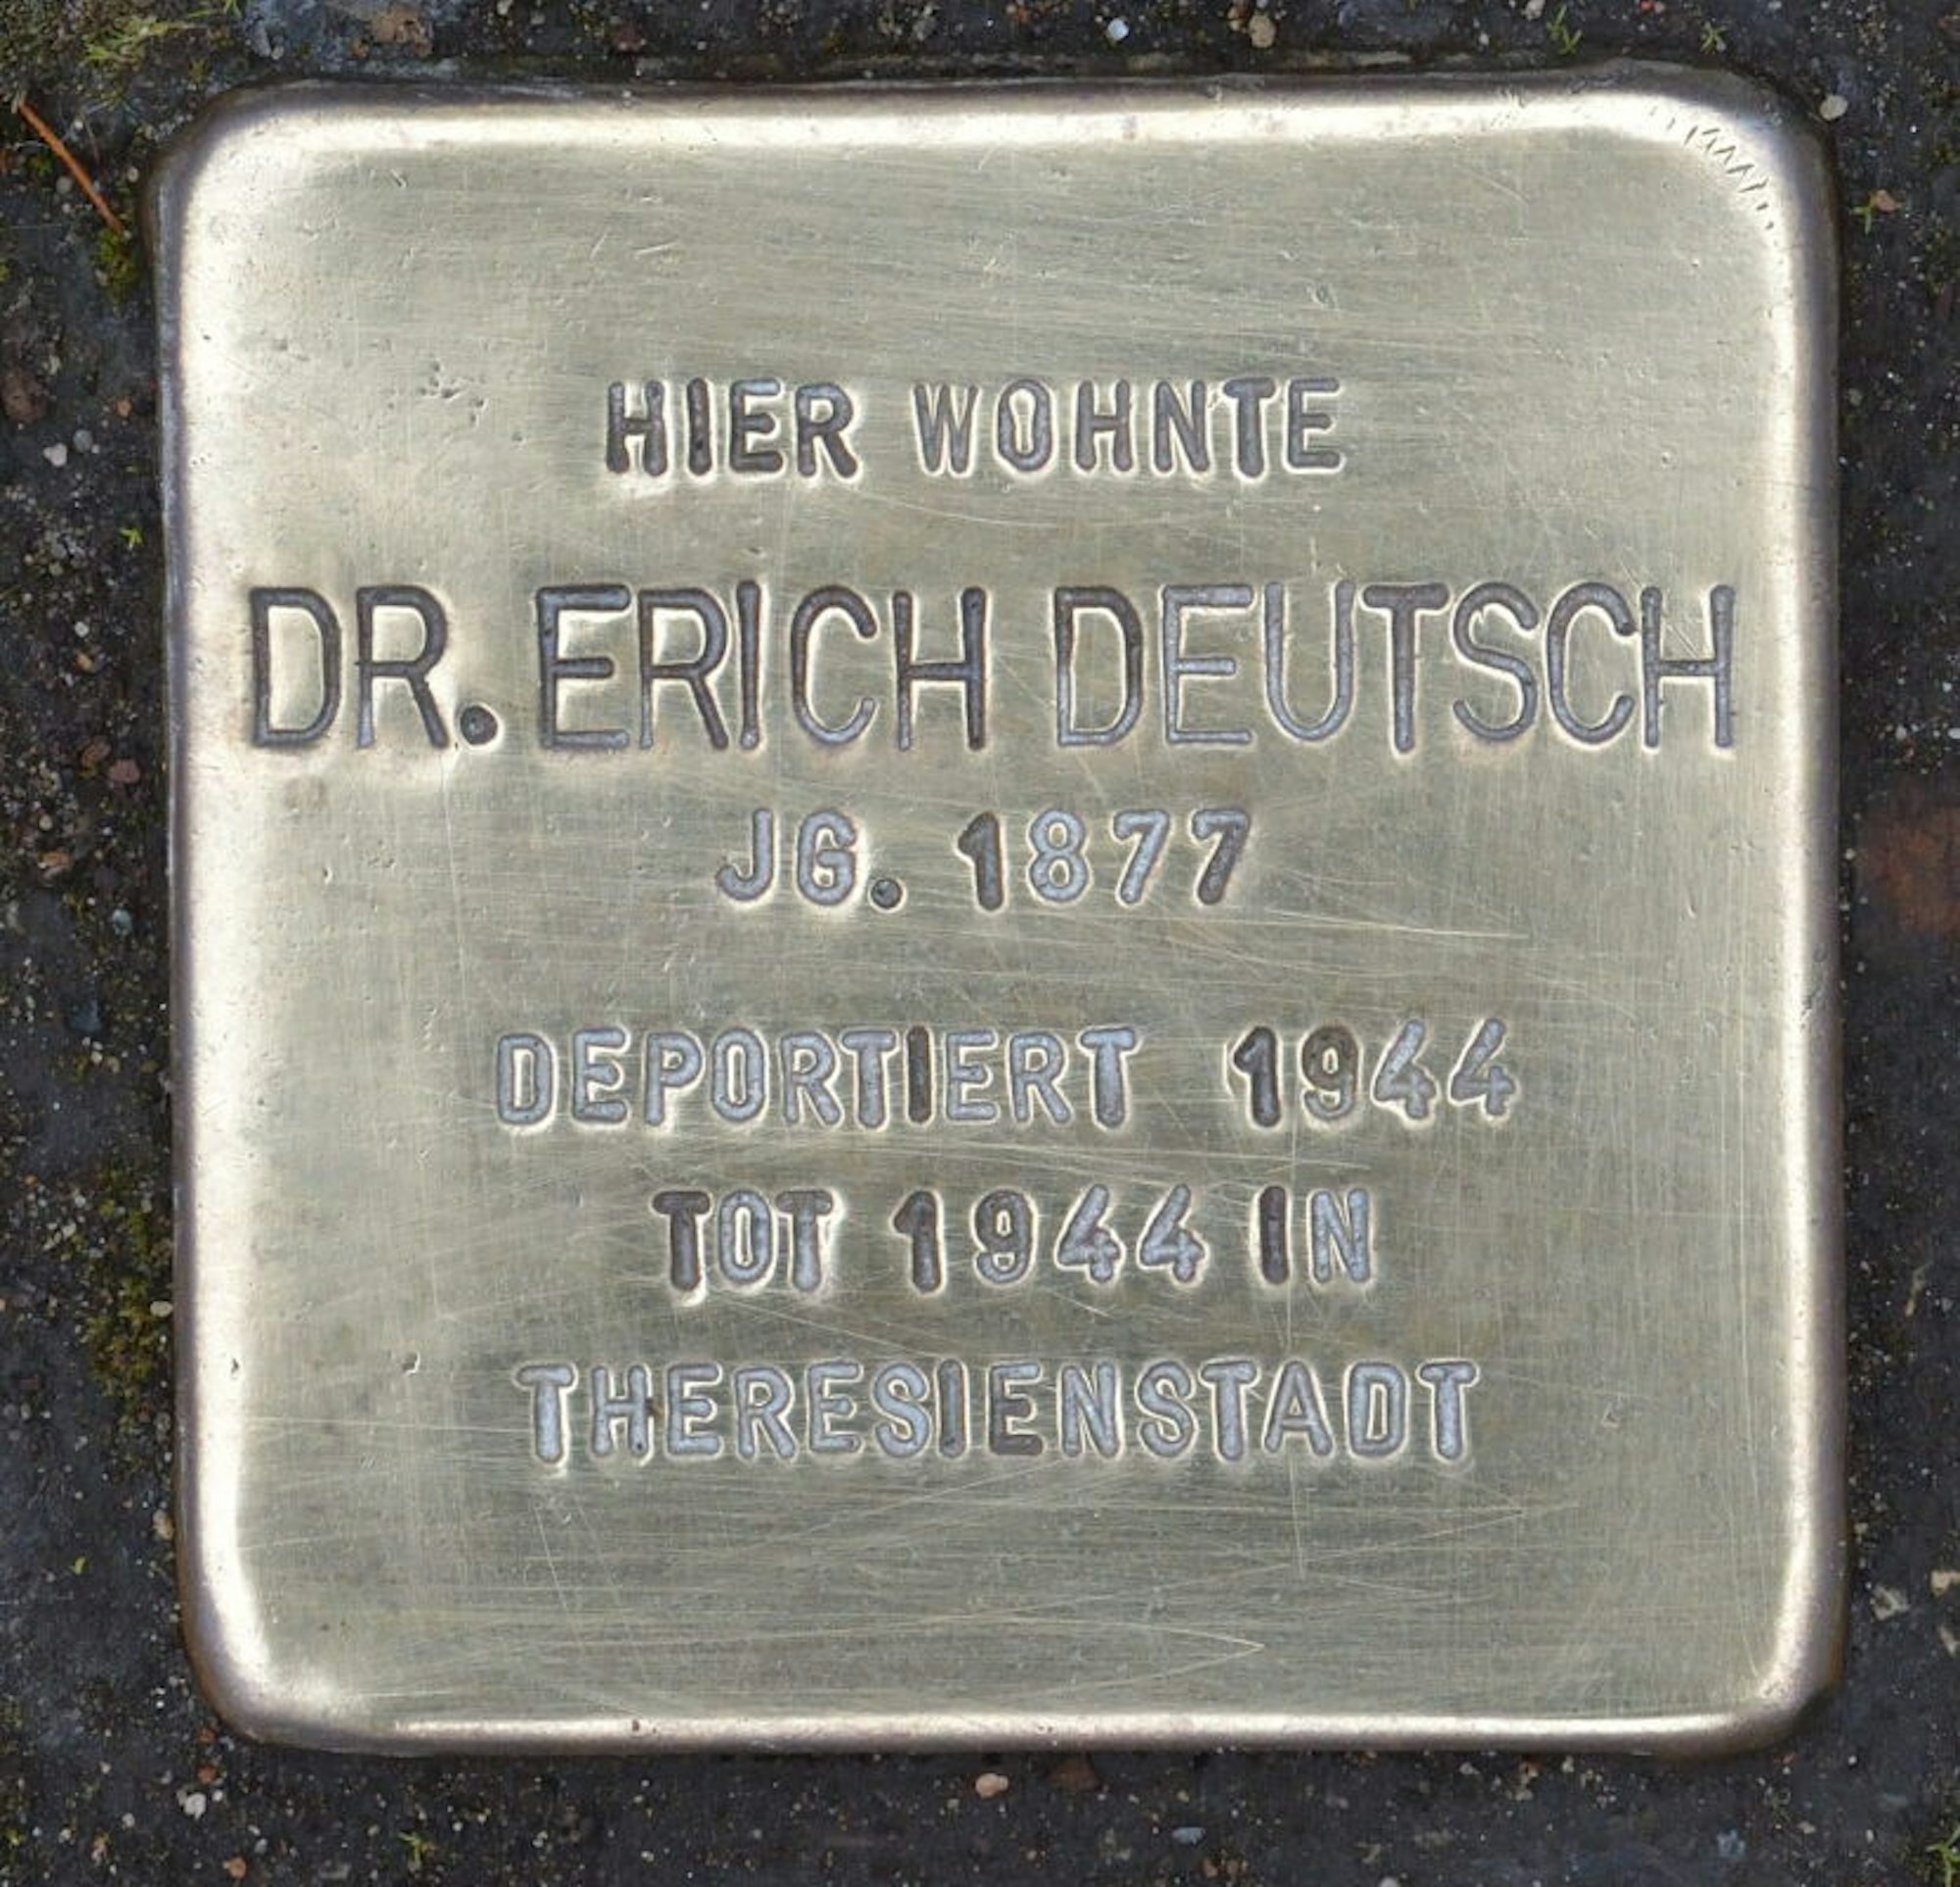 HIER WOHNTE
DR. ERICH DEUTSCH
JG. 1877
DEPORTIERT 1944
TOT 1944 IN
THERESIENSTADT